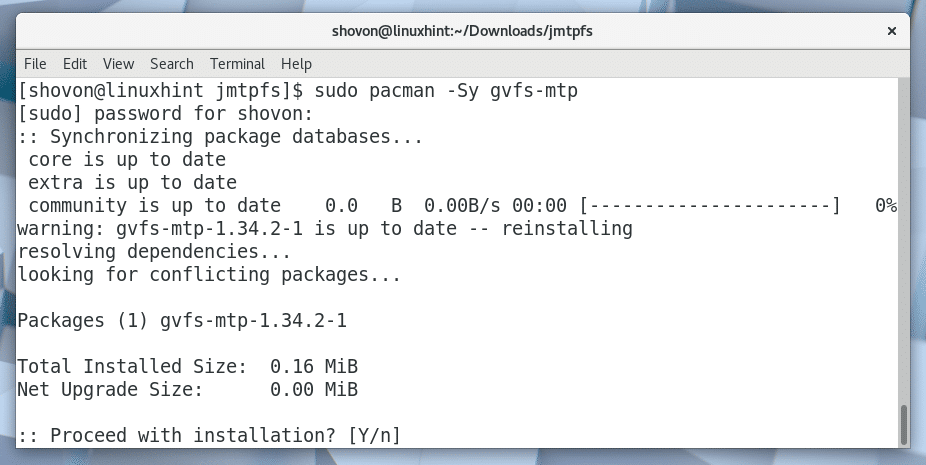 shovon@linuxhint:~/Downloads/jmtpfs ×
File Edit View Search Terminal Help
[shovon@linuxhint jmtpfs]$ sudo pacman -Sy gvfs-mtp
[sudo] password for shovon:
:: Synchronizing package databases...
 core is up to date
 extra is up to date
 community is up to date    0.0   B  0.00B/s 00:00 [----------------------]   0%
warning: gvfs-mtp-1.34.2-1 is up to date -- reinstalling
resolving dependencies...
looking for conflicting packages...

Packages (1) gvfs-mtp-1.34.2-1

Total Installed Size:  0.16 MiB
Net Upgrade Size:      0.00 MiB

:: Proceed with installation? [Y/n]